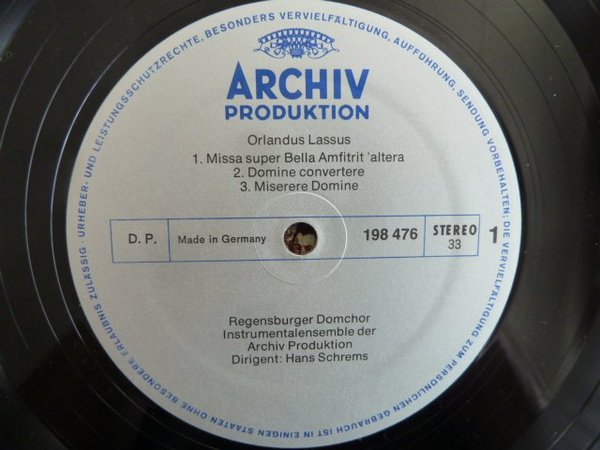 ARCHIV
PRODUKTION
Orlandus Lassus
1. Missa super Bella Amfitrit 'altera
2. Domine convertere
3. Miserere Domine
D. P.
Made in Germany
198 476
STEREO
33
1
Regensburger Domchor
Instrumentalensemble der
Archiv Produktion
Dirigent: Hans Schrems
URHEBER- UND LEISTUNGSSCHUTZRECHTE, BESONDERS VERVIELFÄLTIGUNG, AUFFÜHRUNG, SENDUNG VORBEHALTEN; DIE VERVIELFÄLTIGUNG ZUM PERSÖNLICHEN GEBRAUCH IST IN EINIGEN STAATEN OHNE BESONDERE ERLAUBNIS ZULÄSSIG ·